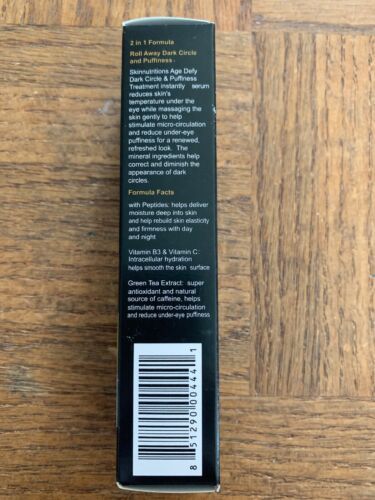 2 in 1 Formula
Roll Away Dark Circle
and Puffiness.
Skinnutritions Age Defy
Dark Circle & Puffiness
Treatment instantly serum
reduces skin's
temperature under the
eye while massaging the
skin gently to help
stimulate micro-circulation
and reduce under-eye
puffiness for a renewed,
refreshed look. The
mineral ingredients help
correct and diminish the
appearance of dark
circles.
Formula Facts
with Peptides: helps deliver
moisture deep into skin
and help rebuild skin elasticity
and firmness with day
and night
Vitamin B3 & Vitamin C:
Intracellular hydration
helps smooth the skin surface
Green Tea Extract: super
antioxidant and natural
source of caffeine, helps
stimulate micro-circulation
and reduce under-eye puffiness
8 51290 00444 1